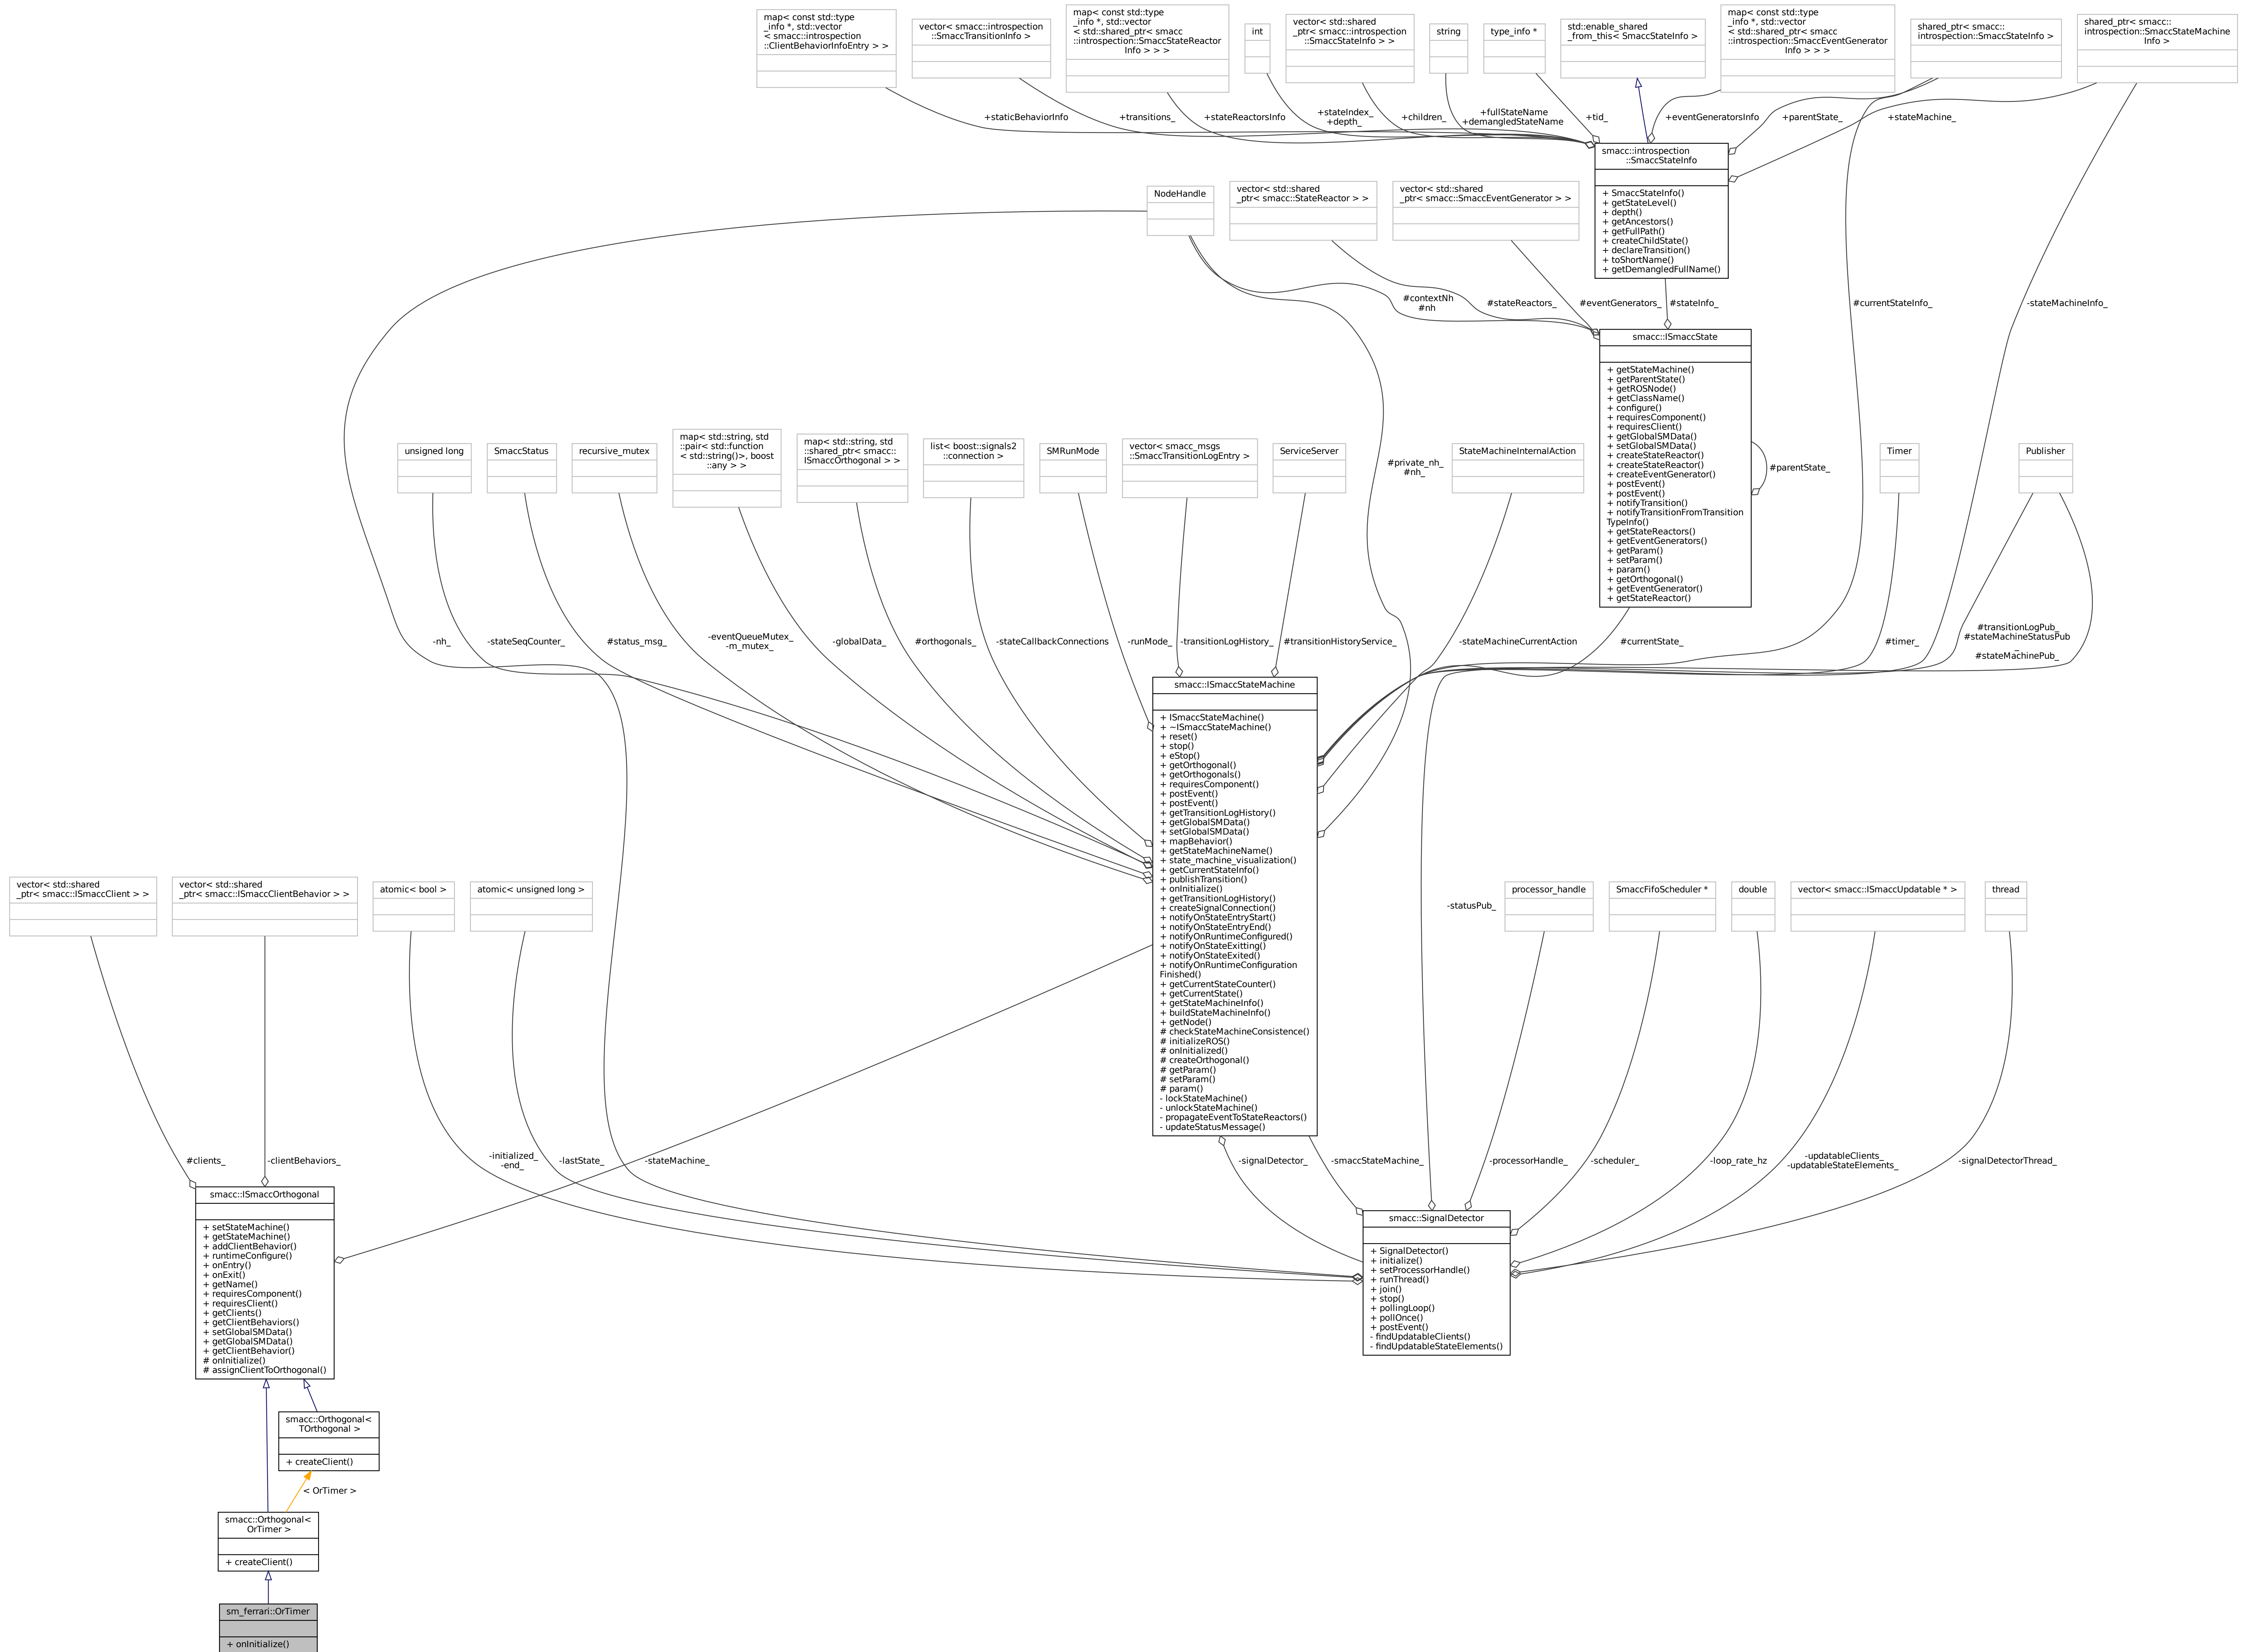 map< const std::type
_info *, std::vector
< smacc::introspection
::ClientBehaviorInfoEntry > >
vector< smacc::introspection
::SmaccTransitionInfo >
map< const std::type
_info *, std::vector
< std::shared_ptr< smacc
::introspection::SmaccStateReactor
Info > > >
int
vector< std::shared
_ptr< smacc::introspection
::SmaccStateInfo > >
string
type_info *
std::enable_shared
_from_this< SmaccStateInfo >
map< const std::type
_info *, std::vector
< std::shared_ptr< smacc
::introspection::SmaccEventGenerator
Info > > >
shared_ptr< smacc::
introspection::SmaccStateInfo >
shared_ptr< smacc::
introspection::SmaccStateMachine
Info >
+staticBehaviorInfo
+transitions_
+stateReactorsInfo
+stateIndex_
+depth_
+children_
+fullStateName
+demangledStateName
+tid_
+eventGeneratorsInfo
+parentState_
+stateMachine_
smacc::introspection
::SmaccStateInfo
+ SmaccStateInfo()
+ getStateLevel()
+ depth()
+ getAncestors()
+ getFullPath()
+ createChildState()
+ declareTransition()
+ toShortName()
+ getDemangledFullName()
NodeHandle
vector< std::shared
_ptr< smacc::StateReactor > >
vector< std::shared
_ptr< smacc::SmaccEventGenerator > >
#contextNh
#nh
#stateReactors_
#eventGenerators_
#stateInfo_
#currentStateInfo_
-stateMachineInfo_
smacc::ISmaccState
+ getStateMachine()
+ getParentState()
+ getROSNode()
+ getClassName()
+ configure()
+ requiresComponent()
+ requiresClient()
+ getGlobalSMData()
+ setGlobalSMData()
+ createStateReactor()
+ createStateReactor()
+ createEventGenerator()
+ postEvent()
+ postEvent()
+ notifyTransition()
+ notifyTransitionFromTransition
TypeInfo()
+ getStateReactors()
+ getEventGenerators()
+ getParam()
+ setParam()
+ param()
+ getOrthogonal()
+ getEventGenerator()
+ getStateReactor()
#parentState_
unsigned long
SmaccStatus
recursive_mutex
map< std::string, std
::pair< std::function
< std::string()>, boost
::any > >
map< std::string, std
::shared_ptr< smacc::
ISmaccOrthogonal > >
list< boost::signals2
::connection >
SMRunMode
vector< smacc_msgs
::SmaccTransitionLogEntry >
ServiceServer
#private_nh_
#nh_
StateMachineInternalAction
Timer
Publisher
-nh_
-stateSeqCounter_
#status_msg_
-eventQueueMutex_
-m_mutex_
-globalData_
#orthogonals_
-stateCallbackConnections
-runMode_
-transitionLogHistory_
#transitionHistoryService_
-stateMachineCurrentAction
#currentState_
#timer_
#transitionLogPub_
#stateMachineStatusPub
_
#stateMachinePub_
smacc::ISmaccStateMachine
+ ISmaccStateMachine()
+ ~ISmaccStateMachine()
+ reset()
+ stop()
+ eStop()
+ getOrthogonal()
+ getOrthogonals()
+ requiresComponent()
+ postEvent()
+ postEvent()
+ getTransitionLogHistory()
+ getGlobalSMData()
+ setGlobalSMData()
+ mapBehavior()
+ getStateMachineName()
+ state_machine_visualization()
+ getCurrentStateInfo()
+ publishTransition()
+ onInitialize()
+ getTransitionLogHistory()
+ createSignalConnection()
+ notifyOnStateEntryStart()
+ notifyOnStateEntryEnd()
+ notifyOnRuntimeConfigured()
+ notifyOnStateExitting()
+ notifyOnStateExited()
+ notifyOnRuntimeConfiguration
Finished()
+ getCurrentStateCounter()
+ getCurrentState()
+ getStateMachineInfo()
+ buildStateMachineInfo()
+ getNode()
# checkStateMachineConsistence()
# initializeROS()
# onInitialized()
# createOrthogonal()
# getParam()
# setParam()
# param()
- lockStateMachine()
- unlockStateMachine()
- propagateEventToStateReactors()
- updateStatusMessage()
vector< std::shared
_ptr< smacc::ISmaccClient > >
vector< std::shared
_ptr< smacc::ISmaccClientBehavior > >
atomic< bool >
atomic< unsigned long >
-statusPub_
processor_handle
SmaccFifoScheduler *
double
vector< smacc::ISmaccUpdatable * >
thread
#clients_
-clientBehaviors_
-initialized_
-end_
-lastState_
-stateMachine_
-signalDetector_
-smaccStateMachine_
-processorHandle_
-scheduler_
-loop_rate_hz
-updatableClients_
-updatableStateElements_
-signalDetectorThread_
smacc::ISmaccOrthogonal
+ setStateMachine()
+ getStateMachine()
+ addClientBehavior()
+ runtimeConfigure()
+ onEntry()
+ onExit()
+ getName()
+ requiresComponent()
+ requiresClient()
+ getClients()
+ getClientBehaviors()
+ setGlobalSMData()
+ getGlobalSMData()
+ getClientBehavior()
# onInitialize()
# assignClientToOrthogonal()
smacc::SignalDetector
+ SignalDetector()
+ initialize()
+ setProcessorHandle()
+ runThread()
+ join()
+ stop()
+ pollingLoop()
+ pollOnce()
+ postEvent()
- findUpdatableClients()
- findUpdatableStateElements()
smacc::Orthogonal<
TOrthogonal >
+ createClient()
< OrTimer >
smacc::Orthogonal<
OrTimer >
+ createClient()
sm_ferrari::OrTimer
+ onInitialize()